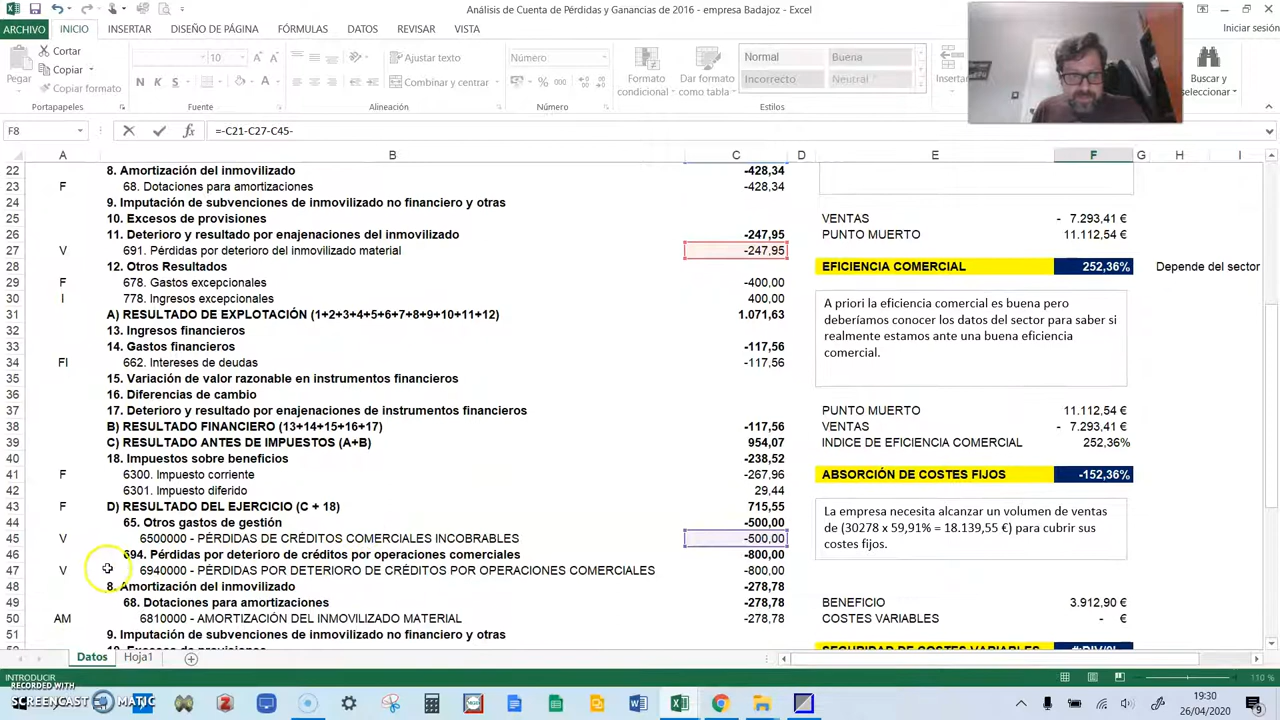 Análisis de Cuenta de Pérdidas y Ganancias de 2016 - empresa Badajoz - Excel
ARCHIVO INICIO INSERTAR DISEÑO DE PÁGINA FÓRMULAS DATOS REVISAR VISTA Iniciar sesión
Pegar
Cortar
Copiar
Copiar formato
Portapapeles
10
N K S
Fuente
Ajustar texto
Combinar y centrar
Alineación
Número
Número
Formato condicional
Dar formato como tabla
Normal Buena
Incorrecto Neutral
Estilos
Insertar
Buscar y seleccionar
F8 fx =-C21-C27-C45-
A B C D E F G H I
22 8. Amortización del inmovilizado -428,34
23 F 68. Dotaciones para amortizaciones -428,34
24 9. Imputación de subvenciones de inmovilizado no financiero y otras
25 10. Excesos de provisiones VENTAS - 7.293,41 €
26 11. Deterioro y resultado por enajenaciones del inmovilizado -247,95 PUNTO MUERTO 11.112,54 €
27 V 691. Pérdidas por deterioro del inmovilizado material -247,95
28 12. Otros Resultados EFICIENCIA COMERCIAL 252,36% Depende del sector
29 F 678. Gastos excepcionales -400,00
30 I 778. Ingresos excepcionales 400,00
A priori la eficiencia comercial es buena pero
deberíamos conocer los datos del sector para saber si
realmente estamos ante una buena eficiencia
comercial.
31 A) RESULTADO DE EXPLOTACIÓN (1+2+3+4+5+6+7+8+9+10+11+12) 1.071,63
32 13. Ingresos financieros
33 14. Gastos financieros -117,56
34 FI 662. Intereses de deudas -117,56
35 15. Variación de valor razonable en instrumentos financieros
36 16. Diferencias de cambio
37 17. Deterioro y resultado por enajenaciones de instrumentos financieros PUNTO MUERTO 11.112,54 €
38 B) RESULTADO FINANCIERO (13+14+15+16+17) -117,56 VENTAS - 7.293,41 €
39 C) RESULTADO ANTES DE IMPUESTOS (A+B) 954,07 INDICE DE EFICIENCIA COMERCIAL 252,36%
40 18. Impuestos sobre beneficios -238,52
41 F 6300. Impuesto corriente -267,96 ABSORCIÓN DE COSTES FIJOS -152,36%
42 6301. Impuesto diferido 29,44
43 F D) RESULTADO DEL EJERCICIO (C + 18) 715,55
La empresa necesita alcanzar un volumen de ventas
de (30278 x 59,91% = 18.139,55 €) para cubrir sus
costes fijos.
44 65. Otros gastos de gestión -500,00
45 V 6500000 - PÉRDIDAS DE CRÉDITOS COMERCIALES INCOBRABLES -500,00
46 694. Pérdidas por deterioro de créditos por operaciones comerciales -800,00
47 V 6940000 - PÉRDIDAS POR DETERIORO DE CRÉDITOS POR OPERACIONES COMERCIALES -800,00
48 8. Amortización del inmovilizado -278,78
49 68. Dotaciones para amortizaciones -278,78 BENEFICIO 3.912,90 €
50 AM 6810000 - AMORTIZACIÓN DEL INMOVILIZADO MATERIAL -278,78 COSTES VARIABLES - €
51 9. Imputación de subvenciones de inmovilizado no financiero y otras
Datos Hoja1
INTRODUCIR 110 %
RECORDED WITH
SCREENCAST MATIC
19:30
26/04/2020
9